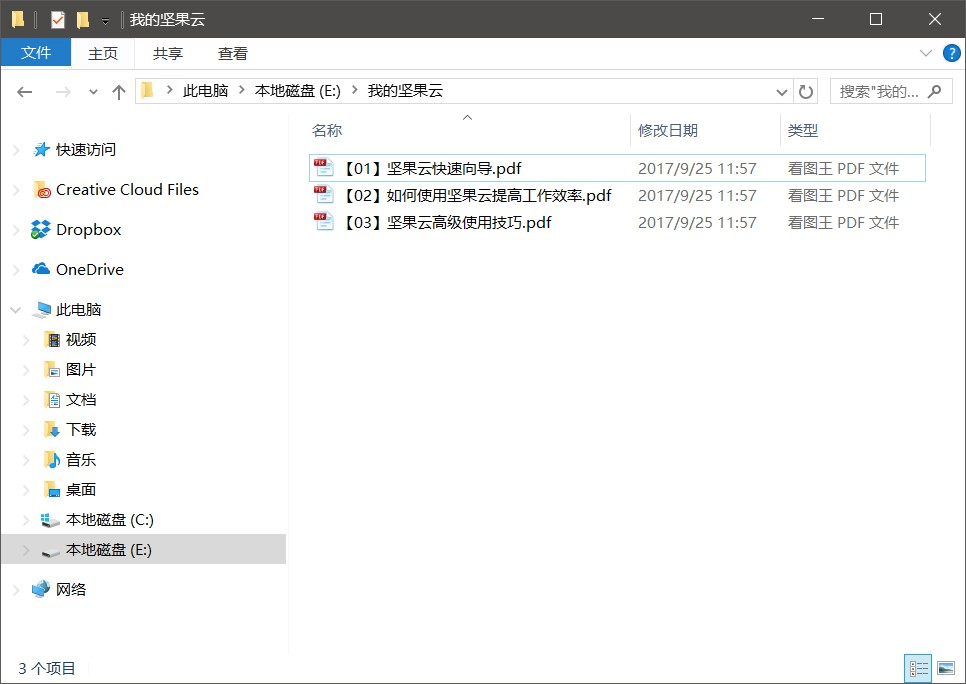 我的坚果云
文件 主页 共享 查看
此电脑 本地磁盘 (E:) 我的坚果云 搜索"我的...
名称 修改日期 类型
【01】坚果云快速向导.pdf 2017/9/25 11:57 看图王 PDF 文件
【02】如何使用坚果云提高工作效率.pdf 2017/9/25 11:57 看图王 PDF 文件
【03】坚果云高级使用技巧.pdf 2017/9/25 11:57 看图王 PDF 文件
快速访问
Creative Cloud Files
Dropbox
OneDrive
此电脑
视频
图片
文档
下载
音乐
桌面
本地磁盘 (C:)
本地磁盘 (E:)
网络
3 个项目